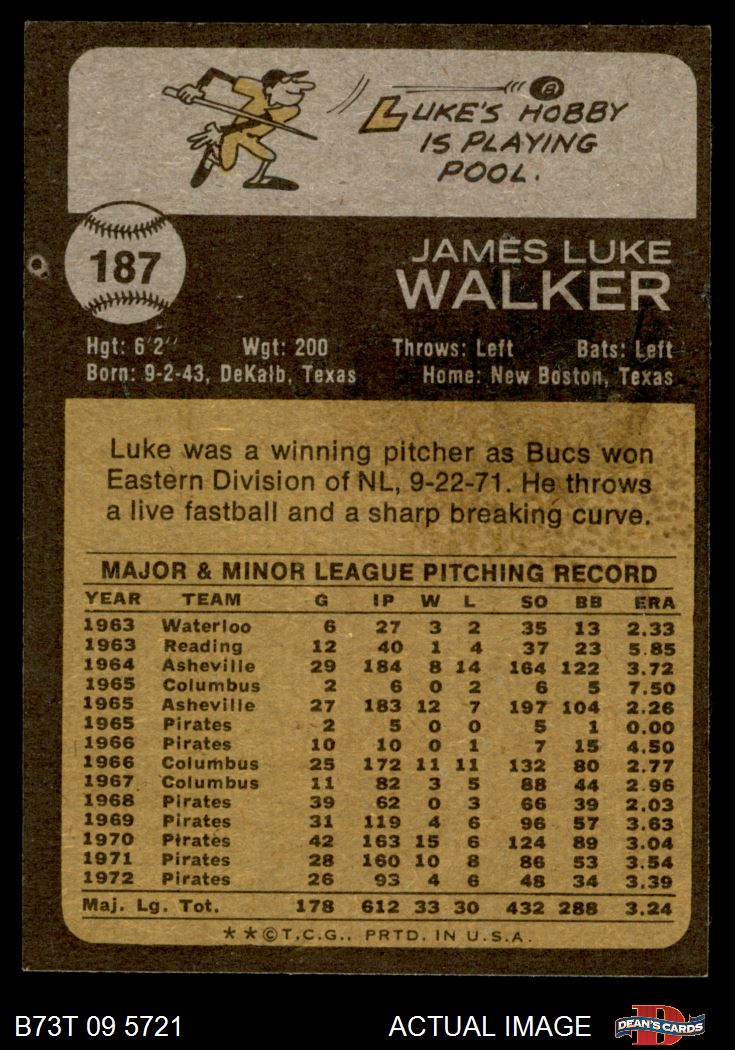 8
LUKE'S HOBBY
IS PLAYING
POOL.
187
JAMES LUKE
WALKER
Hgt: 6'2" Wgt: 200 Throws: Left Bats: Left
Born: 9-2-43, DeKalb, Texas Home: New Boston, Texas
Luke was a winning pitcher as Bucs won
Eastern Division of NL, 9-22-71. He throws
a live fastball and a sharp breaking curve.
MAJOR & MINOR LEAGUE PITCHING RECORD
YEAR TEAM G IP W L SO BB ERA
1963 Waterloo 6 27 3 2 35 13 2.33
1963 Reading 12 40 1 4 37 23 5.85
1964 Asheville 29 184 8 14 164 122 3.72
1965 Columbus 2 6 0 2 6 5 7.50
1965 Asheville 27 183 12 7 197 104 2.26
1965 Pirates 2 5 0 0 5 1 0.00
1966 Pirates 10 10 0 1 7 15 4.50
1966 Columbus 25 172 11 11 132 80 2.77
1967 Columbus 11 82 3 5 88 44 2.96
1968 Pirates 39 62 0 3 66 39 2.03
1969 Pirates 31 119 4 6 96 57 3.63
1970 Pirates 42 163 15 6 124 89 3.04
1971 Pirates 28 160 10 8 86 53 3.54
1972 Pirates 26 93 4 6 48 34 3.39
Maj. Lg. Tot. 178 612 33 30 432 288 3.24
* * © T.C.G., PRTD. IN U.S.A.
B73T 09 5721 ACTUAL IMAGE D DEAN'S CARDS